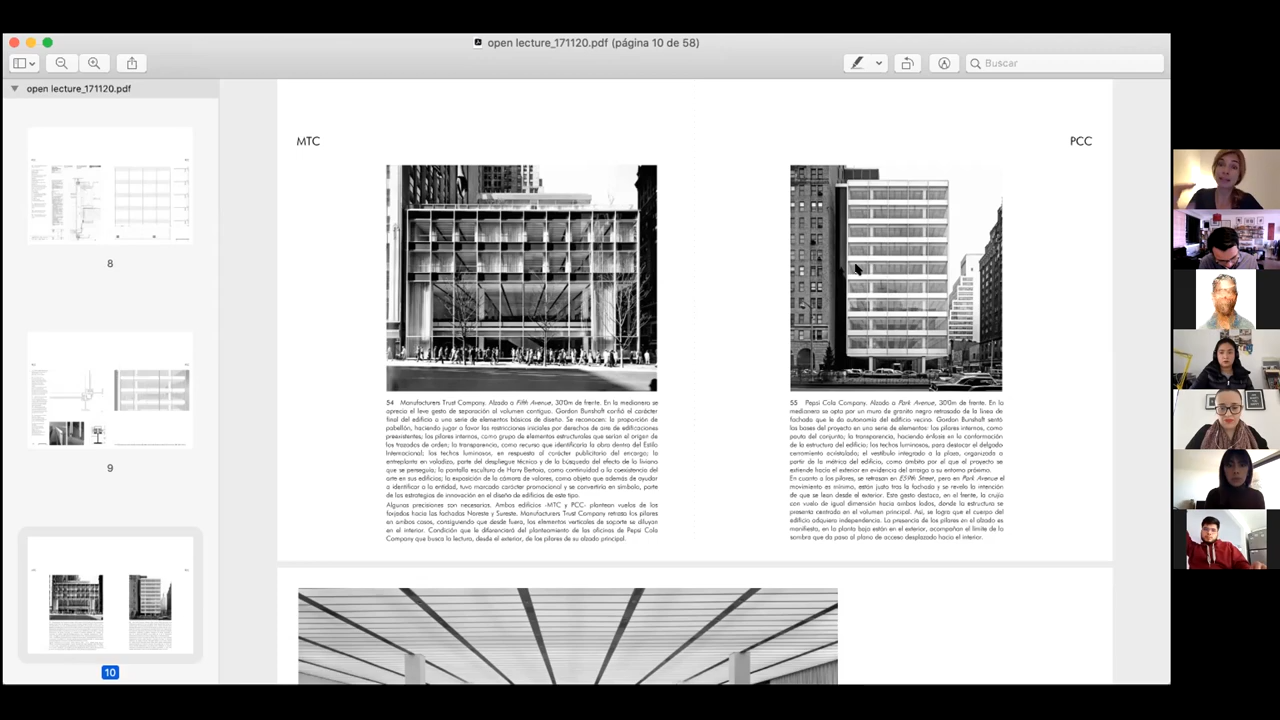 open lecture_171120.pdf (página 10 de 58)
Buscar
open lecture_171120.pdf
8
9
10
MTC
PCC
54 Manufacturers Trust Company. Alzado a Fifth Avenue, 30'0m de frente. En la medianera se
aprecia el leve gesto de separación al volumen contiguo. Gordon Bunshaft confió el carácter
final del edificio a una serie de elementos básicos de diseño. Se reconocen: la proporción de
pabellón, haciendo jugar a favor las restricciones iniciales por derechos de aire de edificaciones
preexistentes; los pilares internos, como grupo de elementos estructurales que serían el origen de
los trazados de orden; la transparencia, como recurso que identificaría la obra dentro del Estilo
Internacional; los techos luminosos, en respuesta al carácter publicitario del encargo; la
entreplanta en voladizo, parte del despliegue técnico y de la búsqueda del efecto de lo liviano
que se perseguía; la pantalla escultura de Harry Bertoia, como continuidad a la coexistencia del
arte en sus edificios; la exposición de la cámara de valores, como objeto que además de ayudar
a identificar a la entidad, tuvo marcado carácter promocional y se convertiría en símbolo, parte
de las estrategias de innovación en el diseño de edificios de este tipo.
Algunas precisiones son necesarias. Ambos edificios -MTC y PCC- plantean vuelos de los
forjados hacia las fachadas Noreste y Sureste. Manufacturers Trust Company retrasa los pilares
en ambos casos, consiguiendo que desde fuera, los elementos verticales de soporte se diluyan
en el interior. Condición que le diferenciará del planteamiento de las oficinas de Pepsi Cola
Company que busca la lectura, desde el exterior, de los pilares de su alzado principal.
55 Pepsi Cola Company. Alzado a Park Avenue, 30'0m de frente. En la
medianera se opta por un muro de granito negro retrasado de la línea de
fachada que le da autonomía del edificio vecino. Gordon Bunshaft sentó
las bases del proyecto en una serie de elementos: los pilares internos, como
pauta del conjunto; la transparencia, haciendo énfasis en la conformación
de la estructura del edificio; los techos luminosos, para destacar el delgado
cerramiento acristalado; el vestíbulo integrado a la plaza, organizado a
partir de la métrica del edificio, como ámbito por el que el proyecto se
extiende hacia el exterior en evidencia del arraigo a su entorno próximo.
En cuanto a los pilares, se retrasan en E59th Street, pero en Park Avenue el
movimiento es mínimo, están justo tras la fachada y se revela la intención
de que se lean desde el exterior. Este gesto destaca, en el frente, la crujía
con vuelo de igual dimensión hacia ambos lados, donde la estructura se
presenta centrada en el volumen principal. Así, se logra que el cuerpo del
edificio adquiera independencia. La presencia de los pilares en el alzado es
manifiesta, en la planta baja están en el exterior, acompañan el límite de la
sombra que da paso al plano de acceso desplazado hacia el interior.